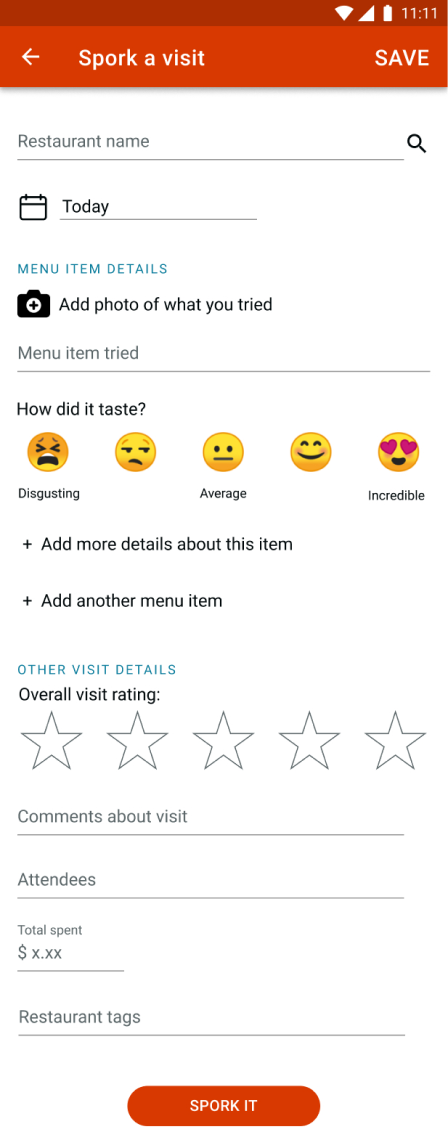 11:11
Spork a visit SAVE
Restaurant name
Today
MENU ITEM DETAILS
Add photo of what you tried
Menu item tried
How did it taste?
Disgusting Average Incredible
+ Add more details about this item
+ Add another menu item
OTHER VISIT DETAILS
Overall visit rating:
Comments about visit
Attendees
Total spent
$ x.xx
Restaurant tags
SPORK IT